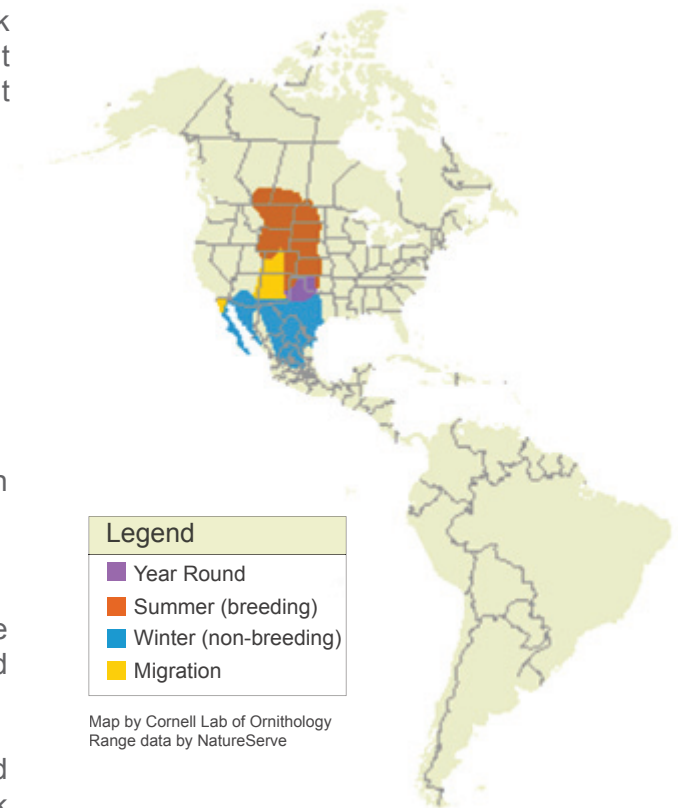 k
t
t
n
e
d
d
k
Legend
Year Round
Summer (breeding)
Winter (non-breeding)
Migration
Map by Cornell Lab of Ornithology
Range data by NatureServe